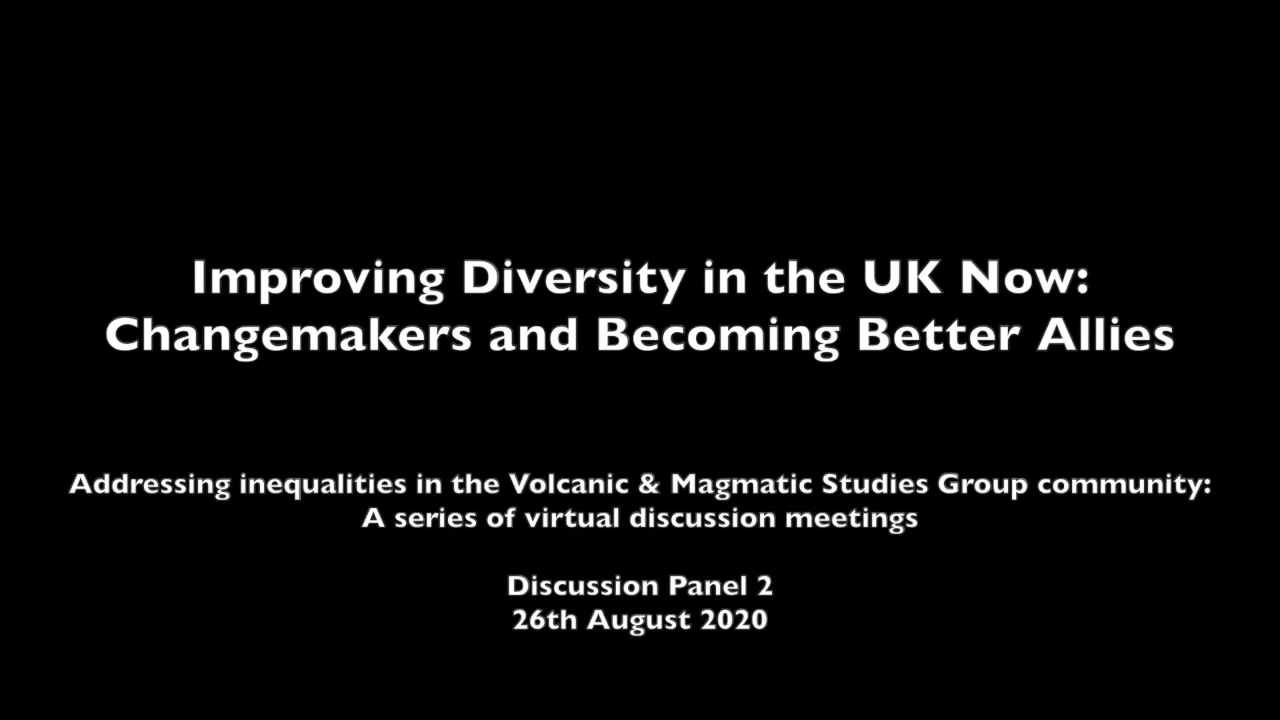 Improving Diversity in the UK Now:
Changemakers and Becoming Better Allies
Addressing inequalities in the Volcanic & Magmatic Studies Group community:
A series of virtual discussion meetings
Discussion Panel 2
26th August 2020